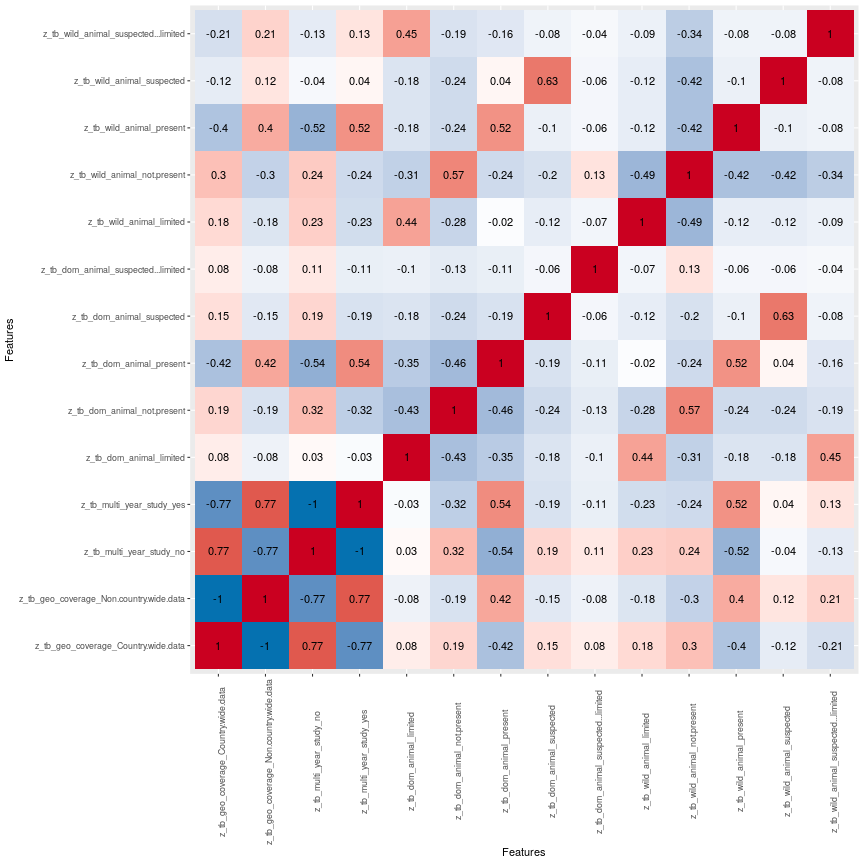 z_tb_wild_animal_suspected...limited -0.21 0.21 -0.13 0.13 0.45 -0.19 -0.16 -0.08 -0.04 -0.09 -0.34 -0.08 -0.08 1
z_tb_wild_animal_suspected -0.12 0.12 -0.04 0.04 -0.18 -0.24 0.04 0.63 -0.06 -0.12 -0.42 -0.1 1 -0.08
z_tb_wild_animal_present -0.4 0.4 -0.52 0.52 -0.18 -0.24 0.52 -0.1 -0.06 -0.12 -0.42 1 -0.1 -0.08
z_tb_wild_animal_not.present 0.3 -0.3 0.24 -0.24 -0.31 0.57 -0.24 -0.2 0.13 -0.49 1 -0.42 -0.42 -0.34
z_tb_wild_animal_limited 0.18 -0.18 0.23 -0.23 0.44 -0.28 -0.02 -0.12 -0.07 1 -0.49 -0.12 -0.12 -0.09
z_tb_dom_animal_suspected...limited 0.08 -0.08 0.11 -0.11 -0.1 -0.13 -0.11 -0.06 1 -0.07 0.13 -0.06 -0.06 -0.04
z_tb_dom_animal_suspected 0.15 -0.15 0.19 -0.19 -0.18 -0.24 -0.19 1 -0.06 -0.12 -0.2 -0.1 0.63 -0.08
z_tb_dom_animal_present -0.42 0.42 -0.54 0.54 -0.35 -0.46 1 -0.19 -0.11 -0.02 -0.24 0.52 0.04 -0.16
z_tb_dom_animal_not.present 0.19 -0.19 0.32 -0.32 -0.43 1 -0.46 -0.24 -0.13 -0.28 0.57 -0.24 -0.24 -0.19
z_tb_dom_animal_limited 0.08 -0.08 0.03 -0.03 1 -0.43 -0.35 -0.18 -0.1 0.44 -0.31 -0.18 -0.18 0.45
z_tb_multi_year_study_yes -0.77 0.77 -1 1 -0.03 -0.32 0.54 -0.19 -0.11 -0.23 -0.24 0.52 0.04 0.13
z_tb_multi_year_study_no 0.77 -0.77 1 -1 0.03 0.32 -0.54 0.19 0.11 0.23 0.24 -0.52 -0.04 -0.13
z_tb_geo_coverage_Non.country.wide.data -1 1 -0.77 0.77 -0.08 -0.19 0.42 -0.15 -0.08 -0.18 -0.3 0.4 0.12 0.21
z_tb_geo_coverage_Country.wide.data 1 -1 0.77 -0.77 0.08 0.19 -0.42 0.15 0.08 0.18 0.3 -0.4 -0.12 -0.21
Features
z_tb_geo_coverage_Country.wide.data
z_tb_geo_coverage_Non.country.wide.data
z_tb_multi_year_study_no
z_tb_multi_year_study_yes
z_tb_dom_animal_limited
z_tb_dom_animal_not.present
z_tb_dom_animal_present
z_tb_dom_animal_suspected
z_tb_dom_animal_suspected...limited
z_tb_wild_animal_limited
z_tb_wild_animal_not.present
z_tb_wild_animal_present
z_tb_wild_animal_suspected
z_tb_wild_animal_suspected...limited
Features